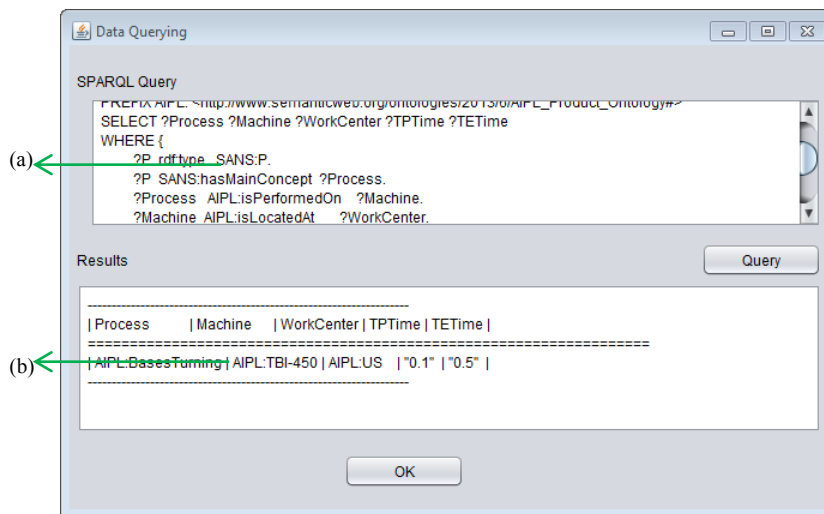 Data Querying
SPARQL Query
PREFIX AIPL: <http://www.semanticweb.org/ontologies/2013/6/AIPL_Product_Ontology#>
SELECT ?Process ?Machine ?WorkCenter ?TPTime ?TETime
WHERE {
(a)
?P rdf:type SANS:P.
?P SANS:hasMainConcept ?Process.
?Process AIPL:isPerformedOn ?Machine.
?Machine AIPL:isLocatedAt ?WorkCenter.
Results
Query
| Process | Machine | WorkCenter | TPTime | TETime |
(b)
| AIPL:BasesTurning | AIPL:TBI-450 | AIPL:US | "0.1" | "0.5" |
OK